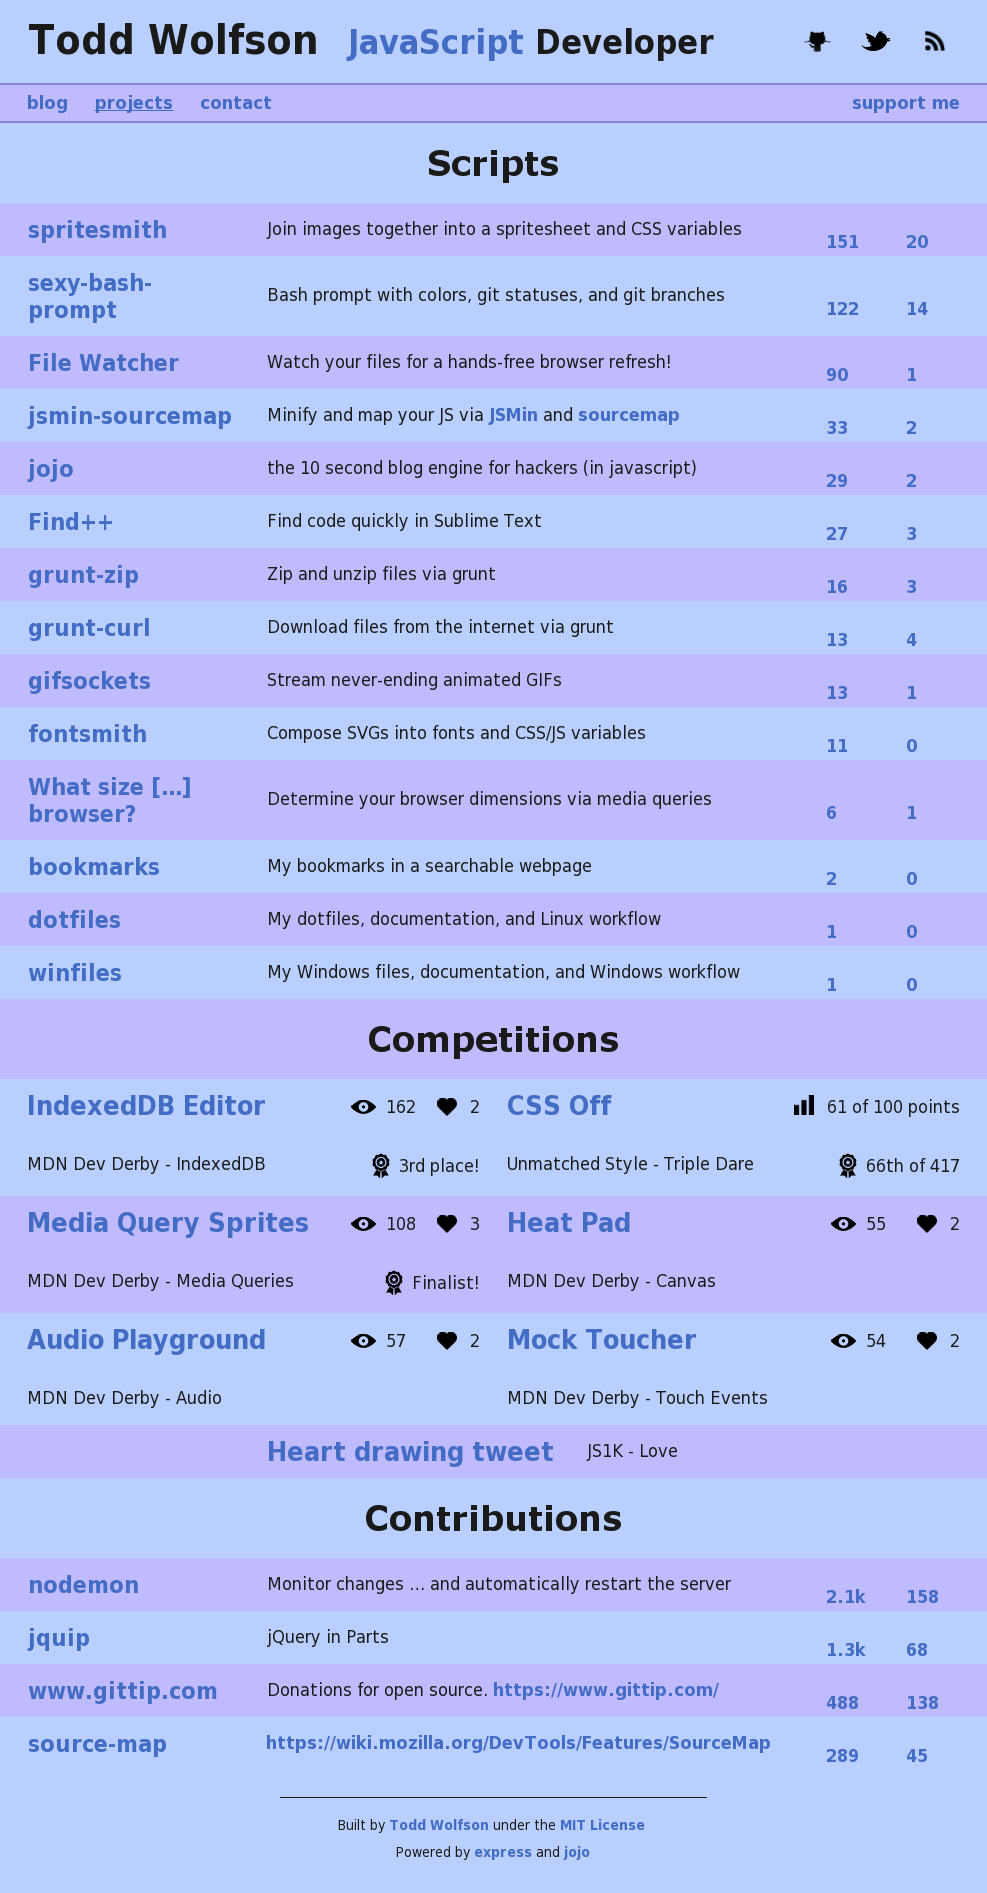 Todd Wolfson JavaScript Developer
blog projects contact support me
Scripts
spritesmith Join images together into a spritesheet and CSS variables 151 20
sexy-bash-
prompt Bash prompt with colors, git statuses, and git branches 122 14
File Watcher Watch your files for a hands-free browser refresh! 90 1
jsmin-sourcemap Minify and map your JS via JSMin and sourcemap 33 2
jojo the 10 second blog engine for hackers (in javascript) 29 2
Find++ Find code quickly in Sublime Text 27 3
grunt-zip Zip and unzip files via grunt 16 3
grunt-curl Download files from the internet via grunt 13 4
gifsockets Stream never-ending animated GIFs 13 1
fontsmith Compose SVGs into fonts and CSS/JS variables 11 0
What size [...]
browser? Determine your browser dimensions via media queries 6 1
bookmarks My bookmarks in a searchable webpage 2 0
dotfiles My dotfiles, documentation, and Linux workflow 1 0
winfiles My Windows files, documentation, and Windows workflow 1 0
Competitions
IndexedDB Editor 162 2 CSS Off 61 of 100 points
MDN Dev Derby - IndexedDB 3rd place! Unmatched Style - Triple Dare 66th of 417
Media Query Sprites 108 3 Heat Pad 55 2
MDN Dev Derby - Media Queries Finalist! MDN Dev Derby - Canvas
Audio Playground 57 2 Mock Toucher 54 2
MDN Dev Derby - Audio MDN Dev Derby - Touch Events
Heart drawing tweet JS1K - Love
Contributions
nodemon Monitor changes ... and automatically restart the server 2.1k 158
jquip jQuery in Parts 1.3k 68
www.gittip.com Donations for open source. https://www.gittip.com/ 488 138
source-map https://wiki.mozilla.org/DevTools/Features/SourceMap 289 45
Built by Todd Wolfson under the MIT License
Powered by express and jojo